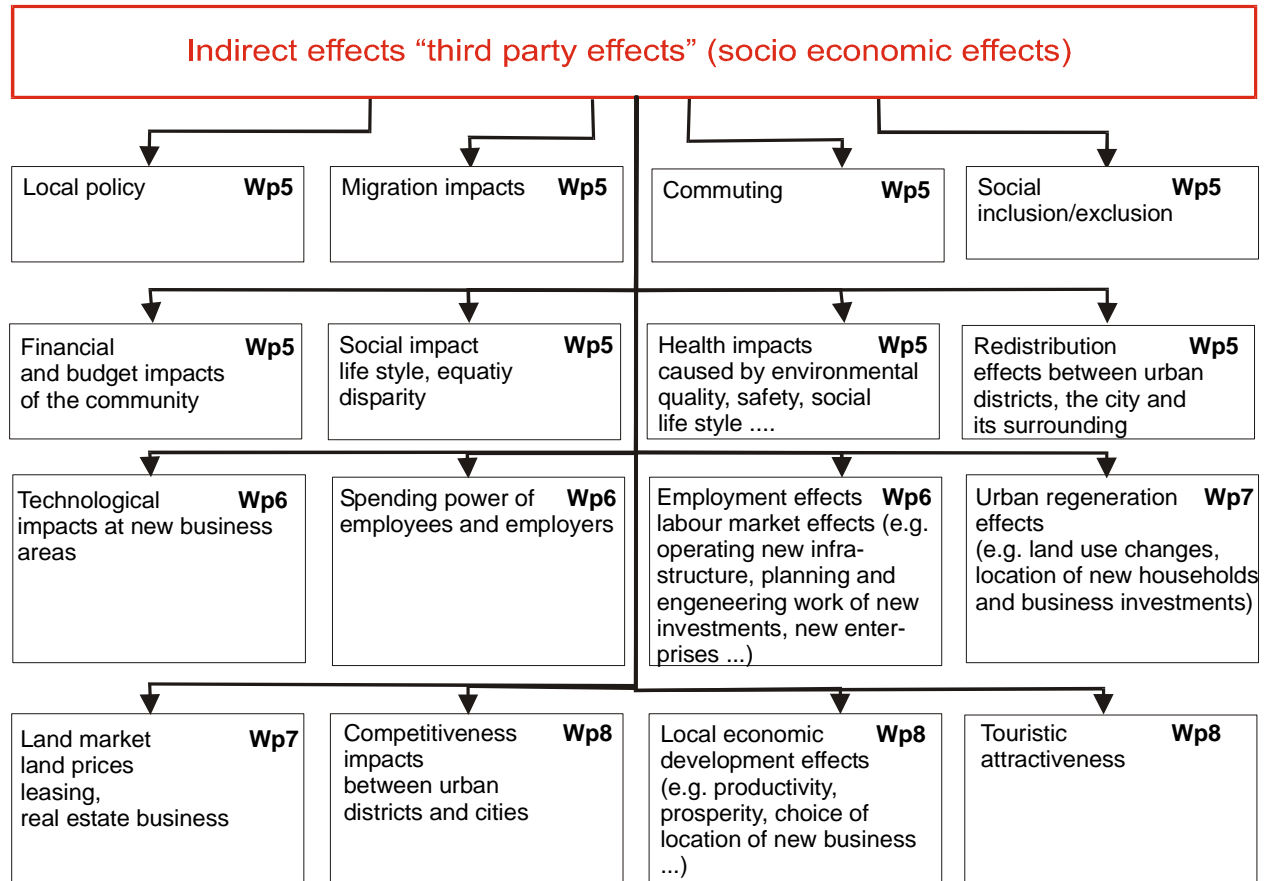 Indirect effects “third party effects” (socio economic effects)
Local policy Wp5
Migration impacts Wp5
Commuting Wp5
Social Wp5
inclusion/exclusion
Financial Wp5
and budget impacts
of the community
Social impact Wp5
life style, equatiy
disparity
Health impacts Wp5
caused by environmental
quality, safety, social
life style ....
Redistribution Wp5
effects between urban
districts, the city and
its surrounding
Technological Wp6
impacts at new business
areas
Spending power of Wp6
employees and employers
Employment effects Wp6
labour market effects (e.g.
operating new infra-
structure, planning and
engeneering work of new
investments, new enter-
prises ...)
Urban regeneration Wp7
effects
(e.g. land use changes,
location of new households
and business investments)
Land market Wp7
land prices
leasing,
real estate business
Competitiveness Wp8
impacts
between urban
districts and cities
Local economic Wp8
development effects
(e.g. productivity,
prosperity, choice of
location of new business
...)
Touristic Wp8
attractiveness